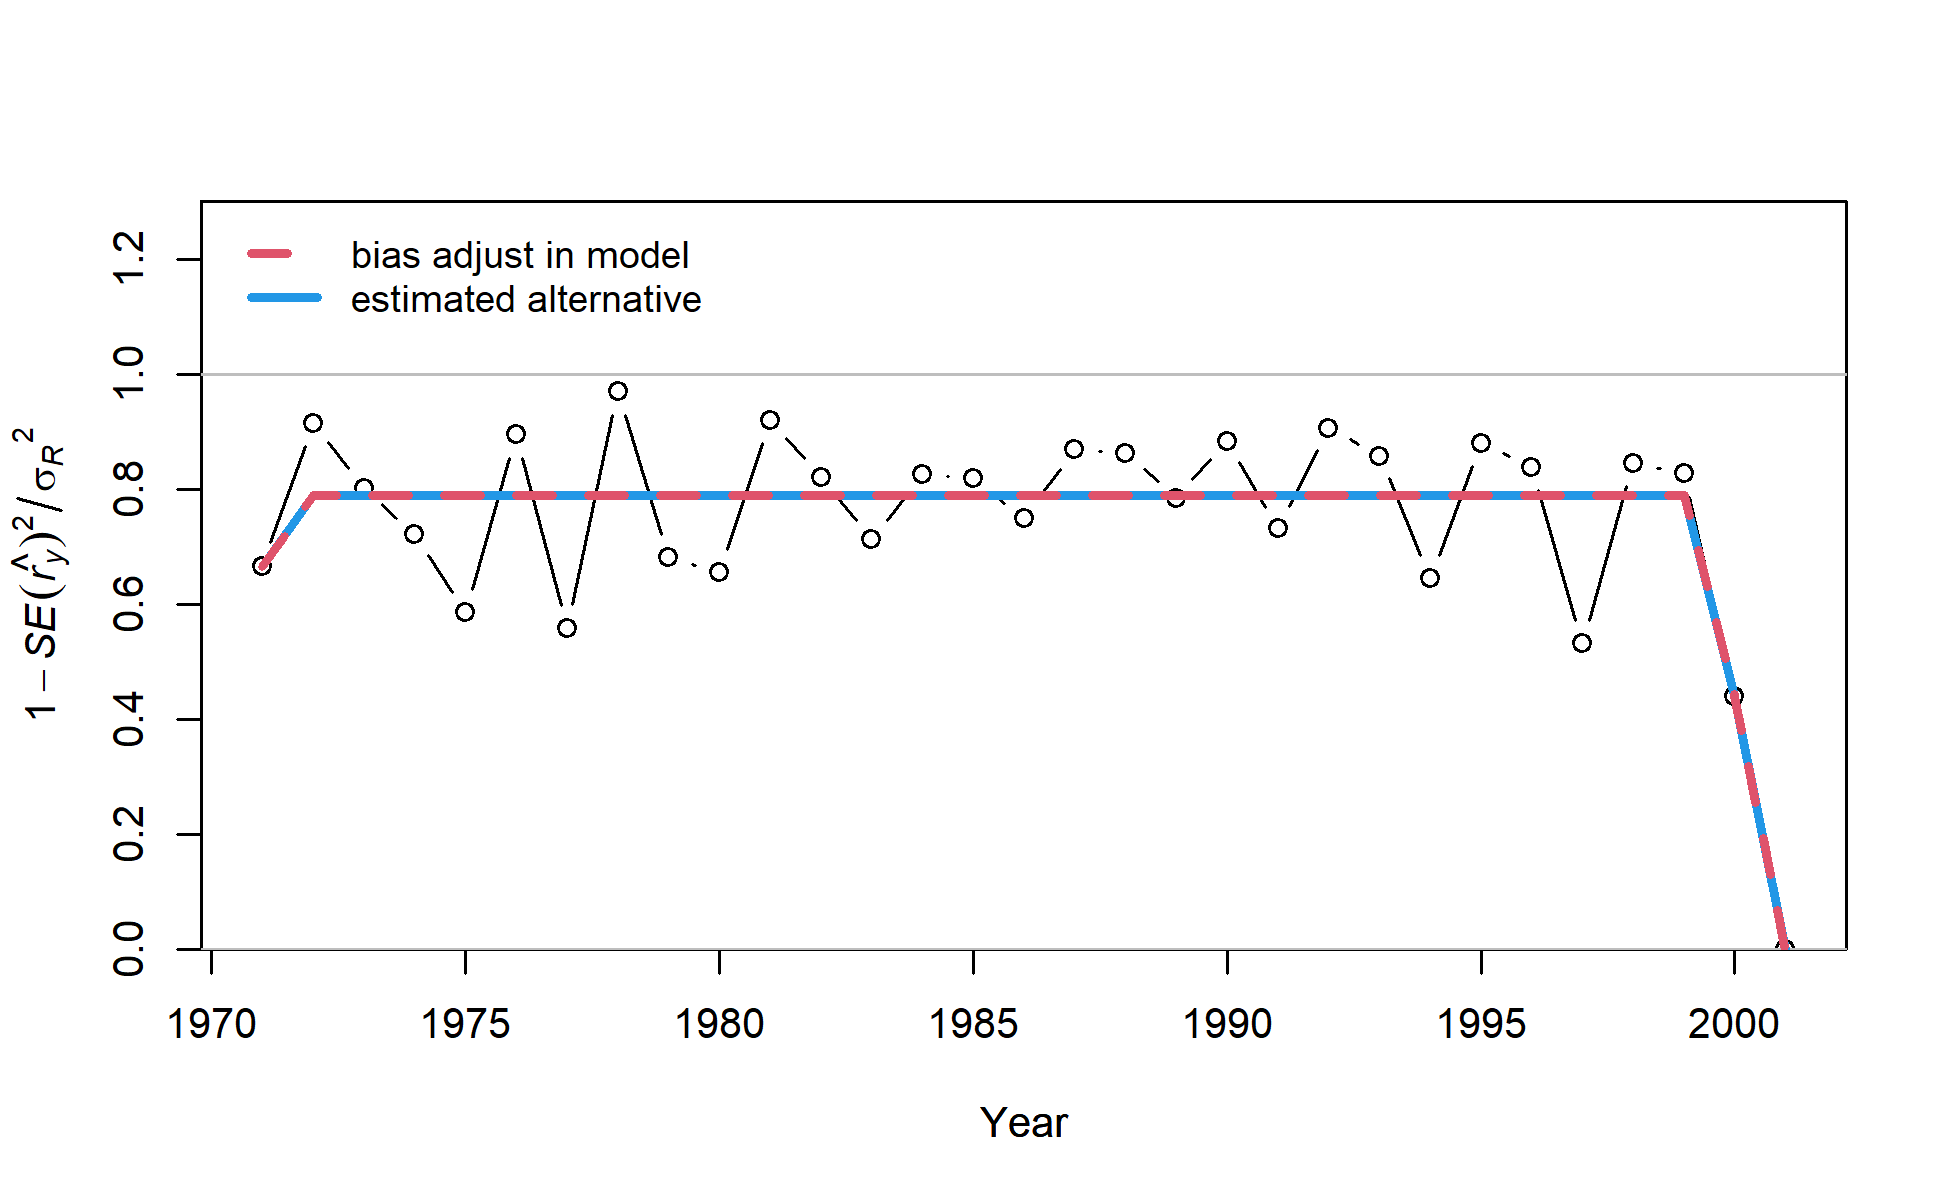 bias adjust in model
estimated alternative
1.2
1.0
0.8
0.6
0.4
0.2
0.0
1 − SE(r̂y)² / σR²
1970 1975 1980 1985 1990 1995 2000
Year